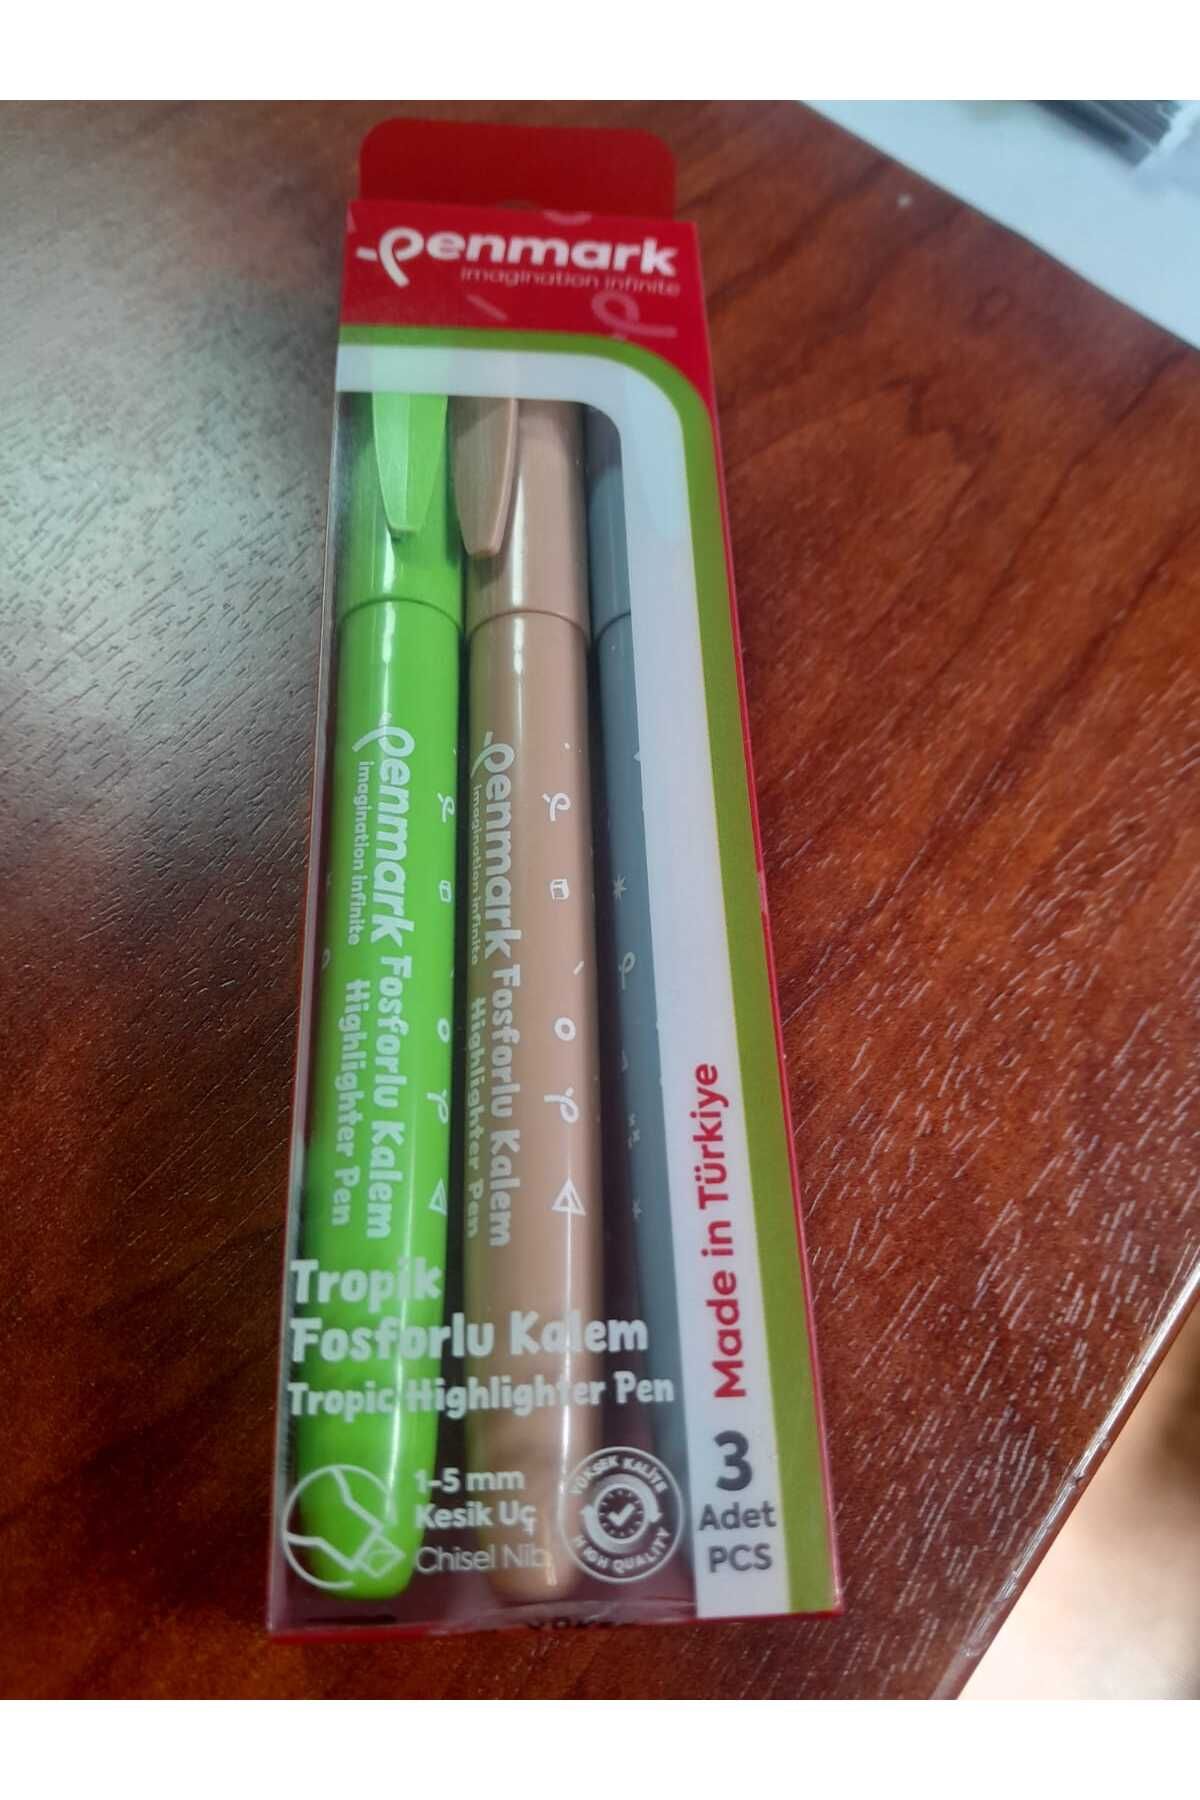 Penmark
imagination infinite
Penmark Fosforlu Kalem
imagination infinite Highlighter Pen
Penmark Fosforlu Kalem
imagination infinite Highlighter Pen
Tropik
Fosforlu Kalem
Tropic Highlighter Pen
1-5 mm
Kesik Uç
Chisel Nib
YÜKSEK KALİTE
HIGH QUALITY
Made in Türkiye
3
Adet
PCS